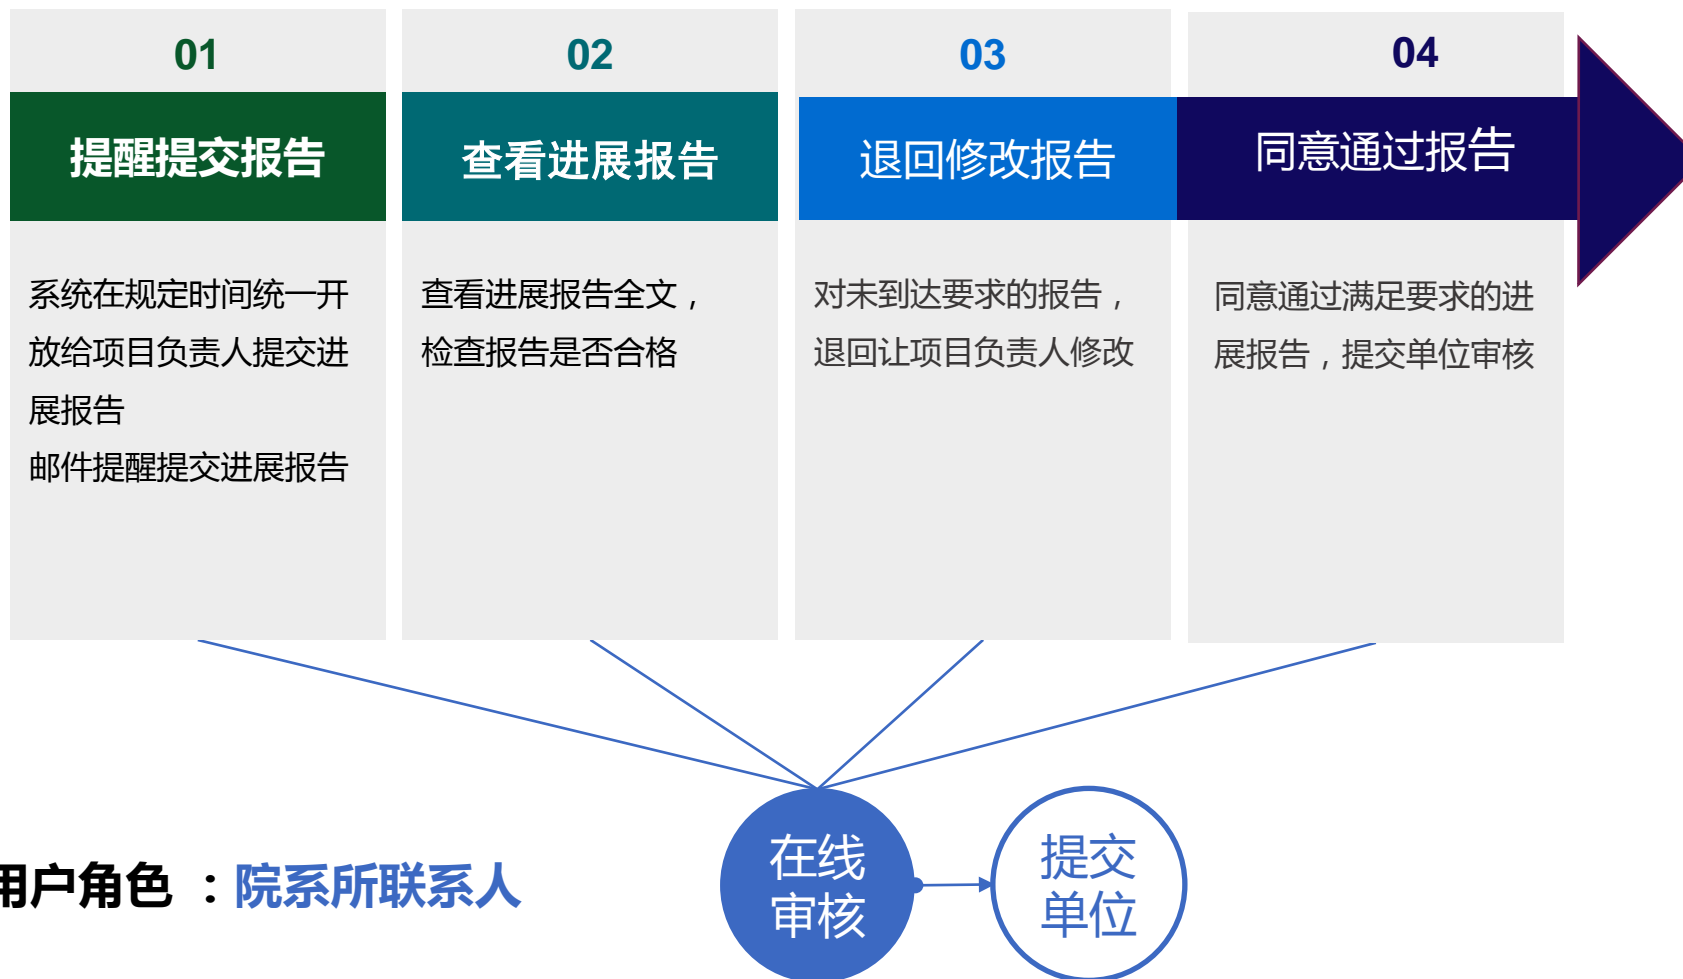 01
提醒提交报告
系统在规定时间统一开
放给项目负责人提交进
展报告
邮件提醒提交进展报告
02
查看进展报告
查看进展报告全文，
检查报告是否合格
03
退回修改报告
对未到达要求的报告，
退回让项目负责人修改
04
同意通过报告
同意通过满足要求的进
展报告，提交单位审核
用户角色 ：院系所联系人
在线
审核
提交
单位